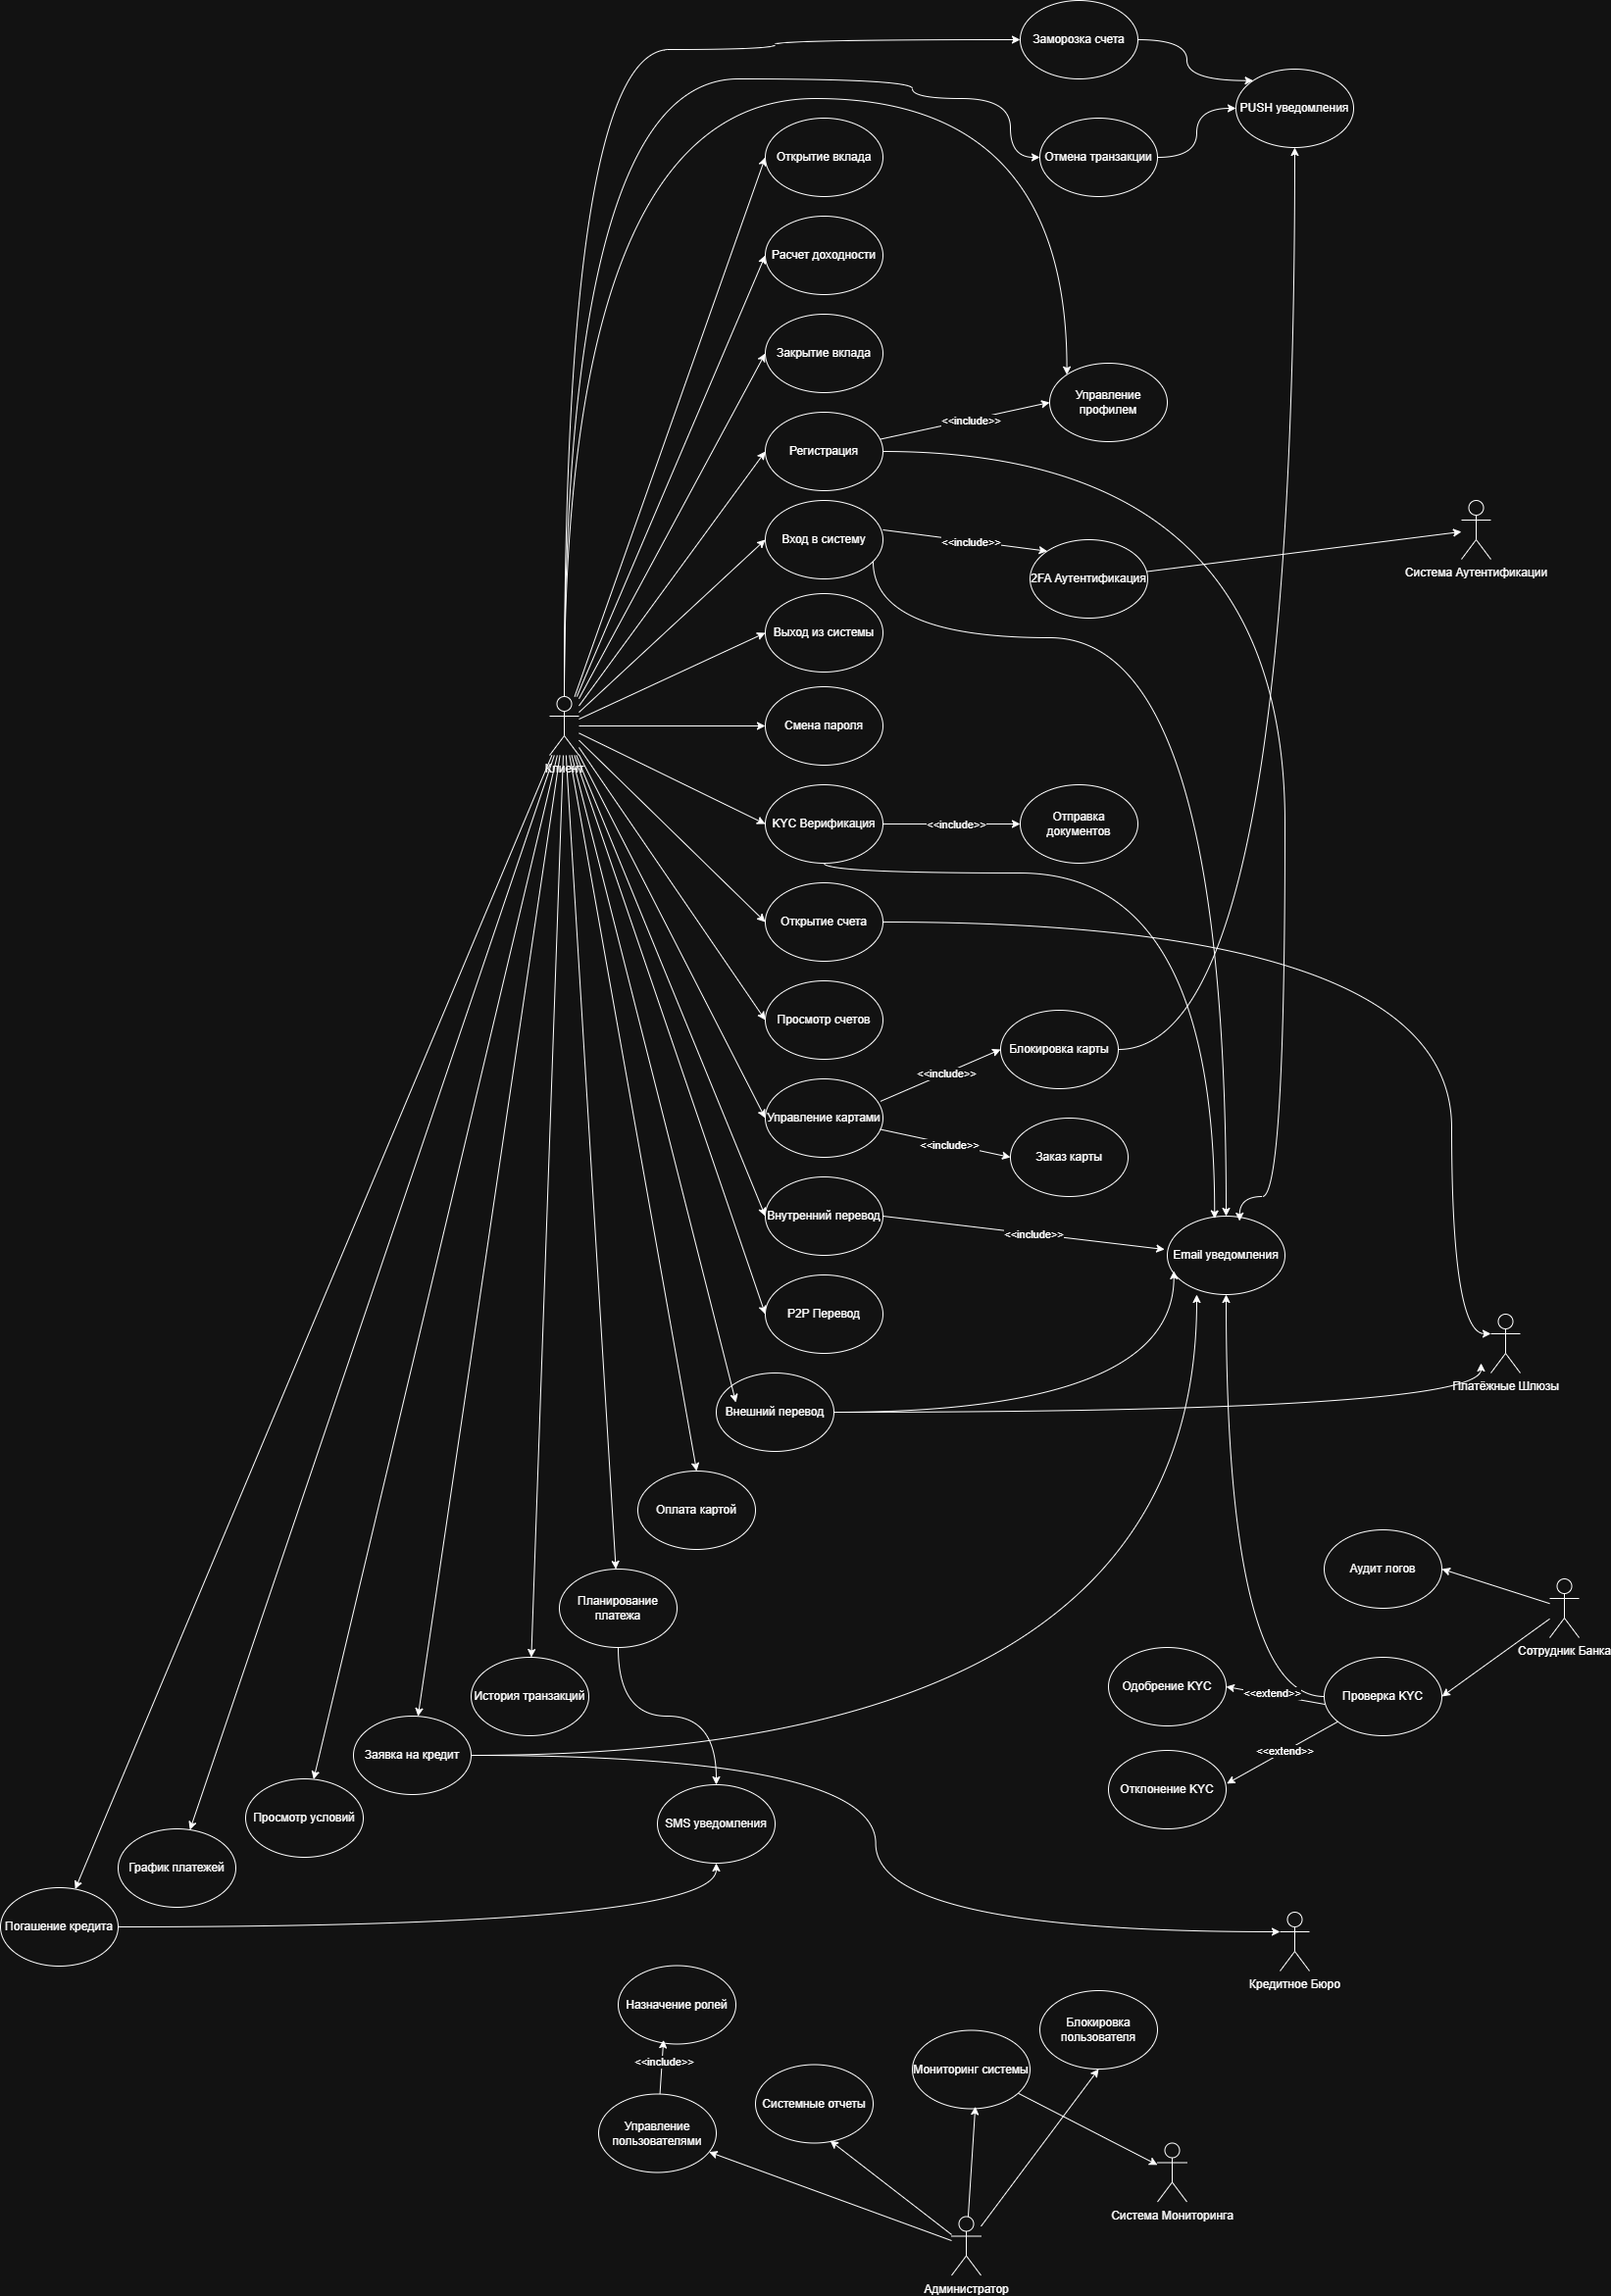 Заморозка счета
PUSH уведомления
Открытие вклада
Отмена транзакции
Расчет доходности
Закрытие вклада
Управление
профилем
<<include>>
Регистрация
Вход в систему
<<include>>
2FA Аутентификация
Система Аутентификации
Выход из системы
Смена пароля
Клиент
KYC Верификация
<<include>>
Отправка
документов
Открытие счета
Просмотр счетов
Блокировка карты
<<include>>
Управление картами
<<include>>
Заказ карты
Внутренний перевод
<<include>>
Email уведомления
P2P Перевод
Платёжные Шлюзы
Внешний перевод
Оплата картой
Аудит логов
Планирование
платежа
Сотрудник Банка
Одобрение KYC
<<extend>>
Проверка KYC
История транзакций
<<extend>>
Заявка на кредит
Отклонение KYC
Просмотр условий
SMS уведомления
График платежей
Погашение кредита
Кредитное Бюро
Назначение ролей
Блокировка
пользователя
<<include>>
Мониторинг системы
Системные отчеты
Управление
пользователями
Система Мониторинга
Администратор